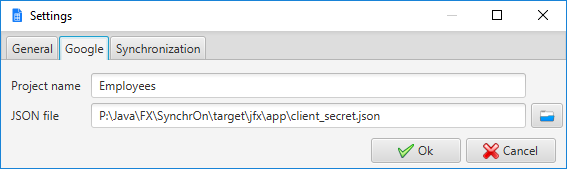 Settings
General Google Synchronization
Project name Employees
JSON file P:\Java\FX\SynchrOn\target\jfx\app\client_secret.json
Ok Cancel